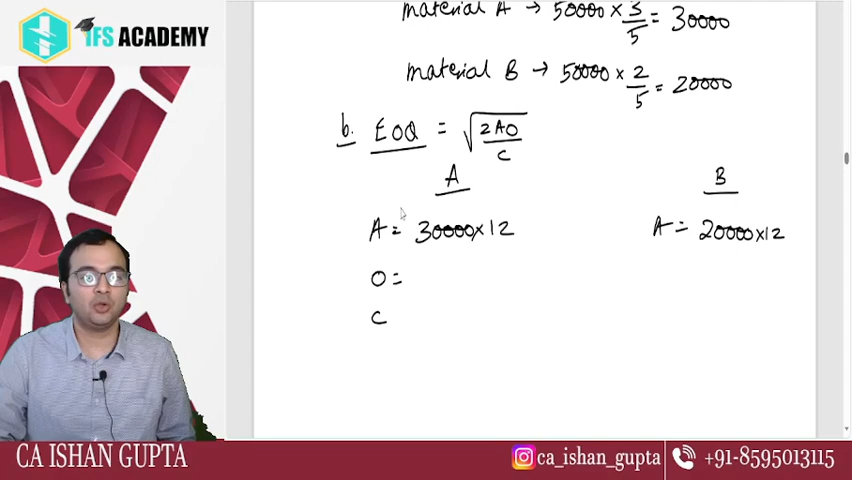 IFS ACADEMY
material A → 50000 × 3/5 = 30000
material B → 50000 × 2/5 = 20000
b. EOQ = √2AO/C
A B
A = 30000×12 A = 20000×12
O =
C
CA ISHAN GUPTA
ca_ishan_gupta
+91-8595013115